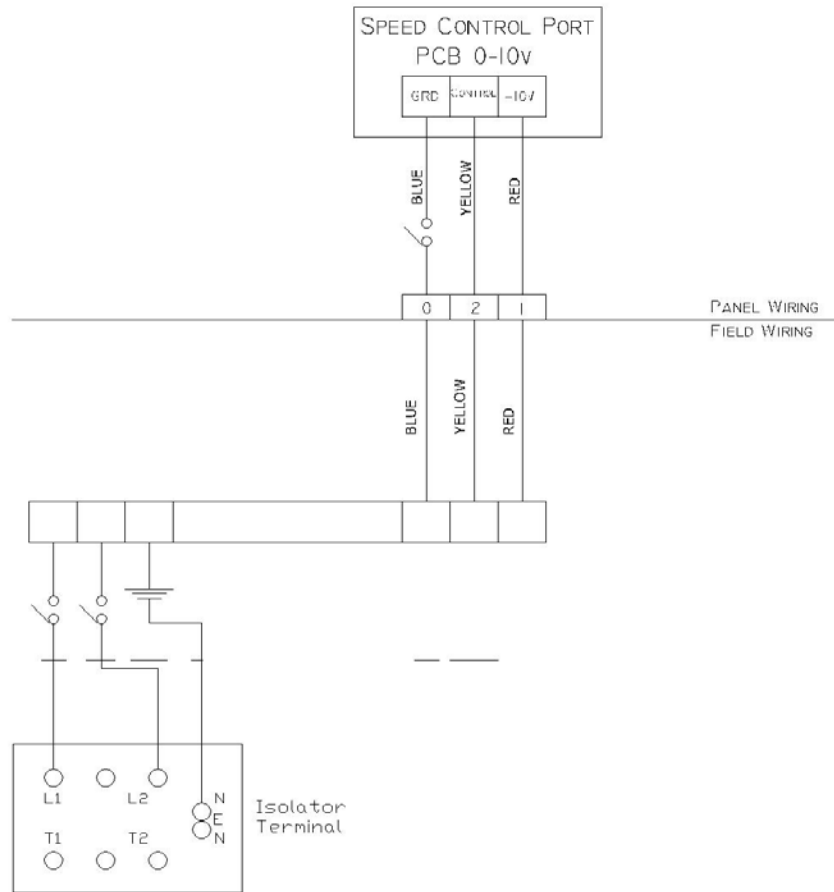 SPEED CONTROL PORT
PCB 0-10V
GRD CONTROL -10V
BLUE YELLOW RED
0 2 1
PANEL WIRING
FIELD WIRING
BLUE YELLOW RED
L1 L2 N
E
N
T1 T2
Isolator
Terminal